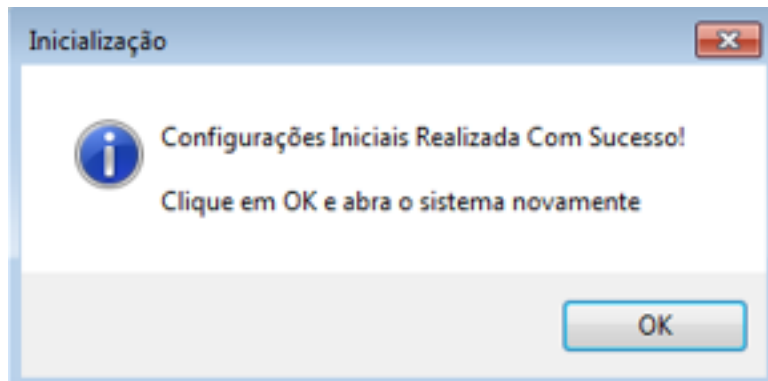 Inicialização
Configurações Iniciais Realizada Com Sucesso!
Clique em OK e abra o sistema novamente
OK